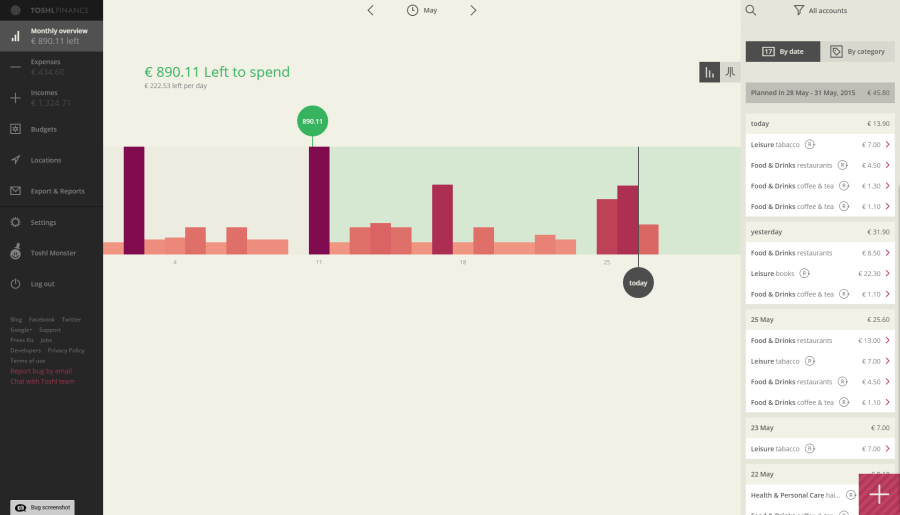 TOSHL FINANCE
Monthly overview
€ 890.11 left
Expenses
€ 434.60
Incomes
€ 1,324.71
Budgets
Locations
Export & Reports
Settings
Toshl Monster
Log out
Blog Facebook Twitter
Google+ Support
Press Kit Jobs
Developers Privacy Policy
Terms of use
Report bug by email
Chat with Toshl team
Bug screenshot
May
€ 890.11 Left to spend
€ 222.53 left per day
890.11
4
11
18
25
today
All accounts
17 By date
By category
Planned in 28 May - 31 May, 2015 € 45.80
today € 13.90
Leisure tabacco R € 7.00
Food & Drinks restaurants R € 4.50
Food & Drinks coffee & tea R € 1.30
Food & Drinks coffee & tea R € 1.10
yesterday € 31.90
Food & Drinks restaurants € 8.50
Leisure books R € 22.30
Food & Drinks coffee & tea R € 1.10
25 May € 25.60
Food & Drinks restaurants € 13.00
Leisure tabacco R € 7.00
Food & Drinks restaurants R € 4.50
Food & Drinks coffee & tea R € 1.10
23 May € 7.00
Leisure tabacco R € 7.00
22 May
Health & Personal Care hai... R
Food & Drinks coffee & tea